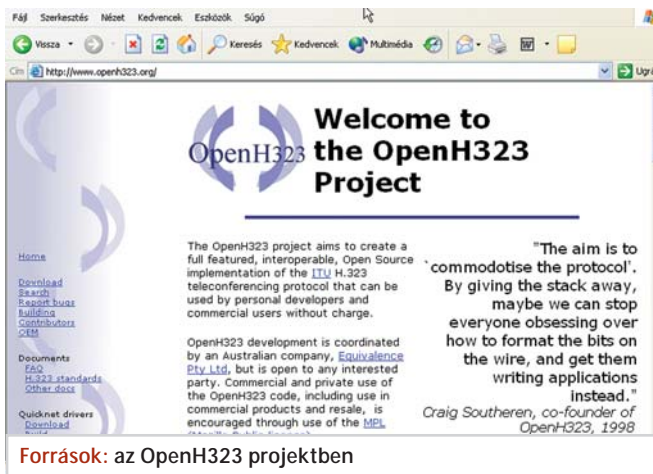 Fájl Szerkesztés Nézet Kedvencek Eszközök Súgó
Vissza Keresés Kedvencek Multimédia
Cím http://www.openh323.org/ Ugrá
OpenH323
Welcome to
the OpenH323
Project
Home
Download
Search
Report bugs
Building
Contributors
OEM
Documents
FAQ
H.323 standards
Other docs
Quicknet drivers
Download
Build
The OpenH323 project aims to create a
full featured, interoperable, Open Source
implementation of the ITU H.323
teleconferencing protocol that can be
used by personal developers and
commercial users without charge.
OpenH323 development is coordinated
by an Australian company, Equivalence
Pty Ltd, but is open to any interested
party. Commercial and private use of
the OpenH323 code, including use in
commercial products and resale, is
encouraged through use of the MPL
(Mozilla Public license)
"The aim is to
`commodotise the protocol'.
By giving the stack away,
maybe we can stop
everyone obsessing over
how to format the bits on
the wire, and get them
writing applications
instead."
Craig Southeren, co-founder of
OpenH323, 1998
Források: az OpenH323 projektben